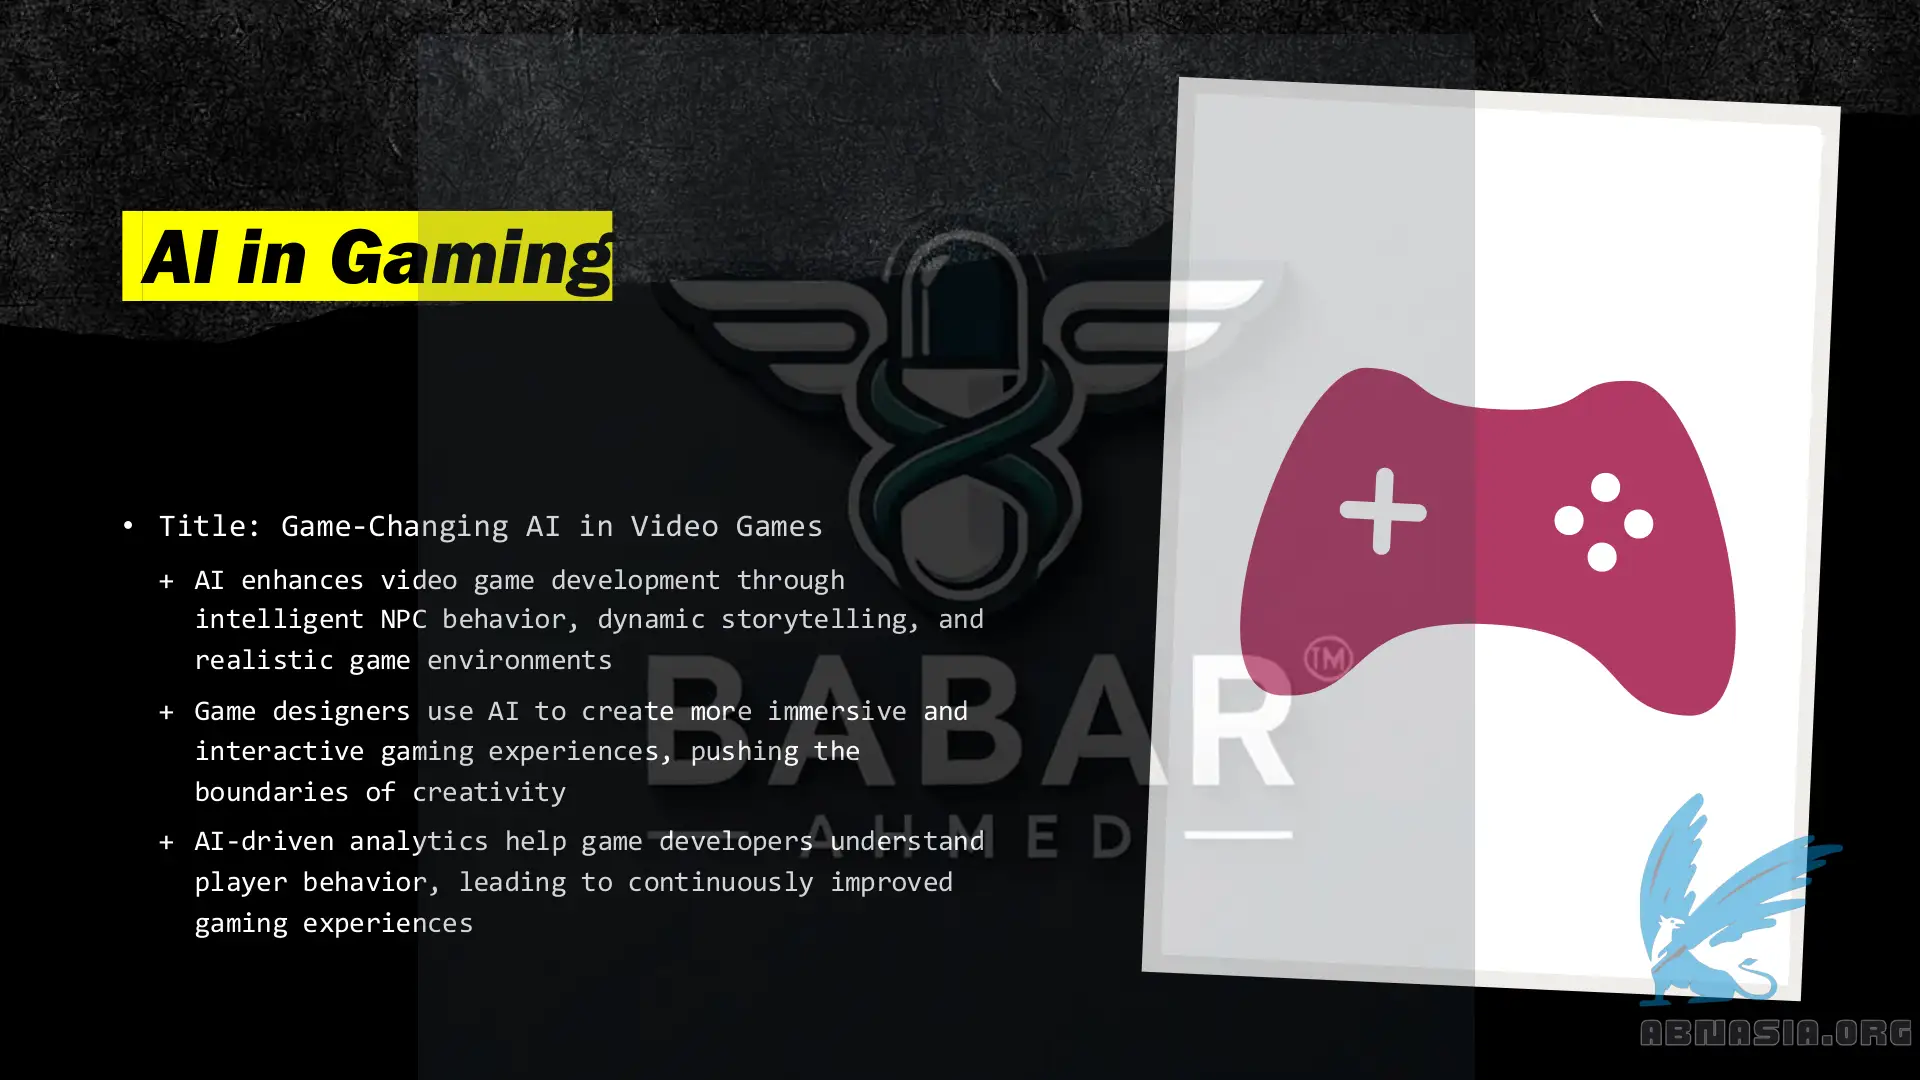 AI in Gaming
• Title: Game-Changing AI in Video Games
+ AI enhances video game development through
intelligent NPC behavior, dynamic storytelling, and
realistic game environments
+ Game designers use AI to create more immersive and
interactive gaming experiences, pushing the
boundaries of creativity
+ AI-driven analytics help game developers understand
player behavior, leading to continuously improved
gaming experiences
BABAR TM
AHMED
ABNASIA.ORG